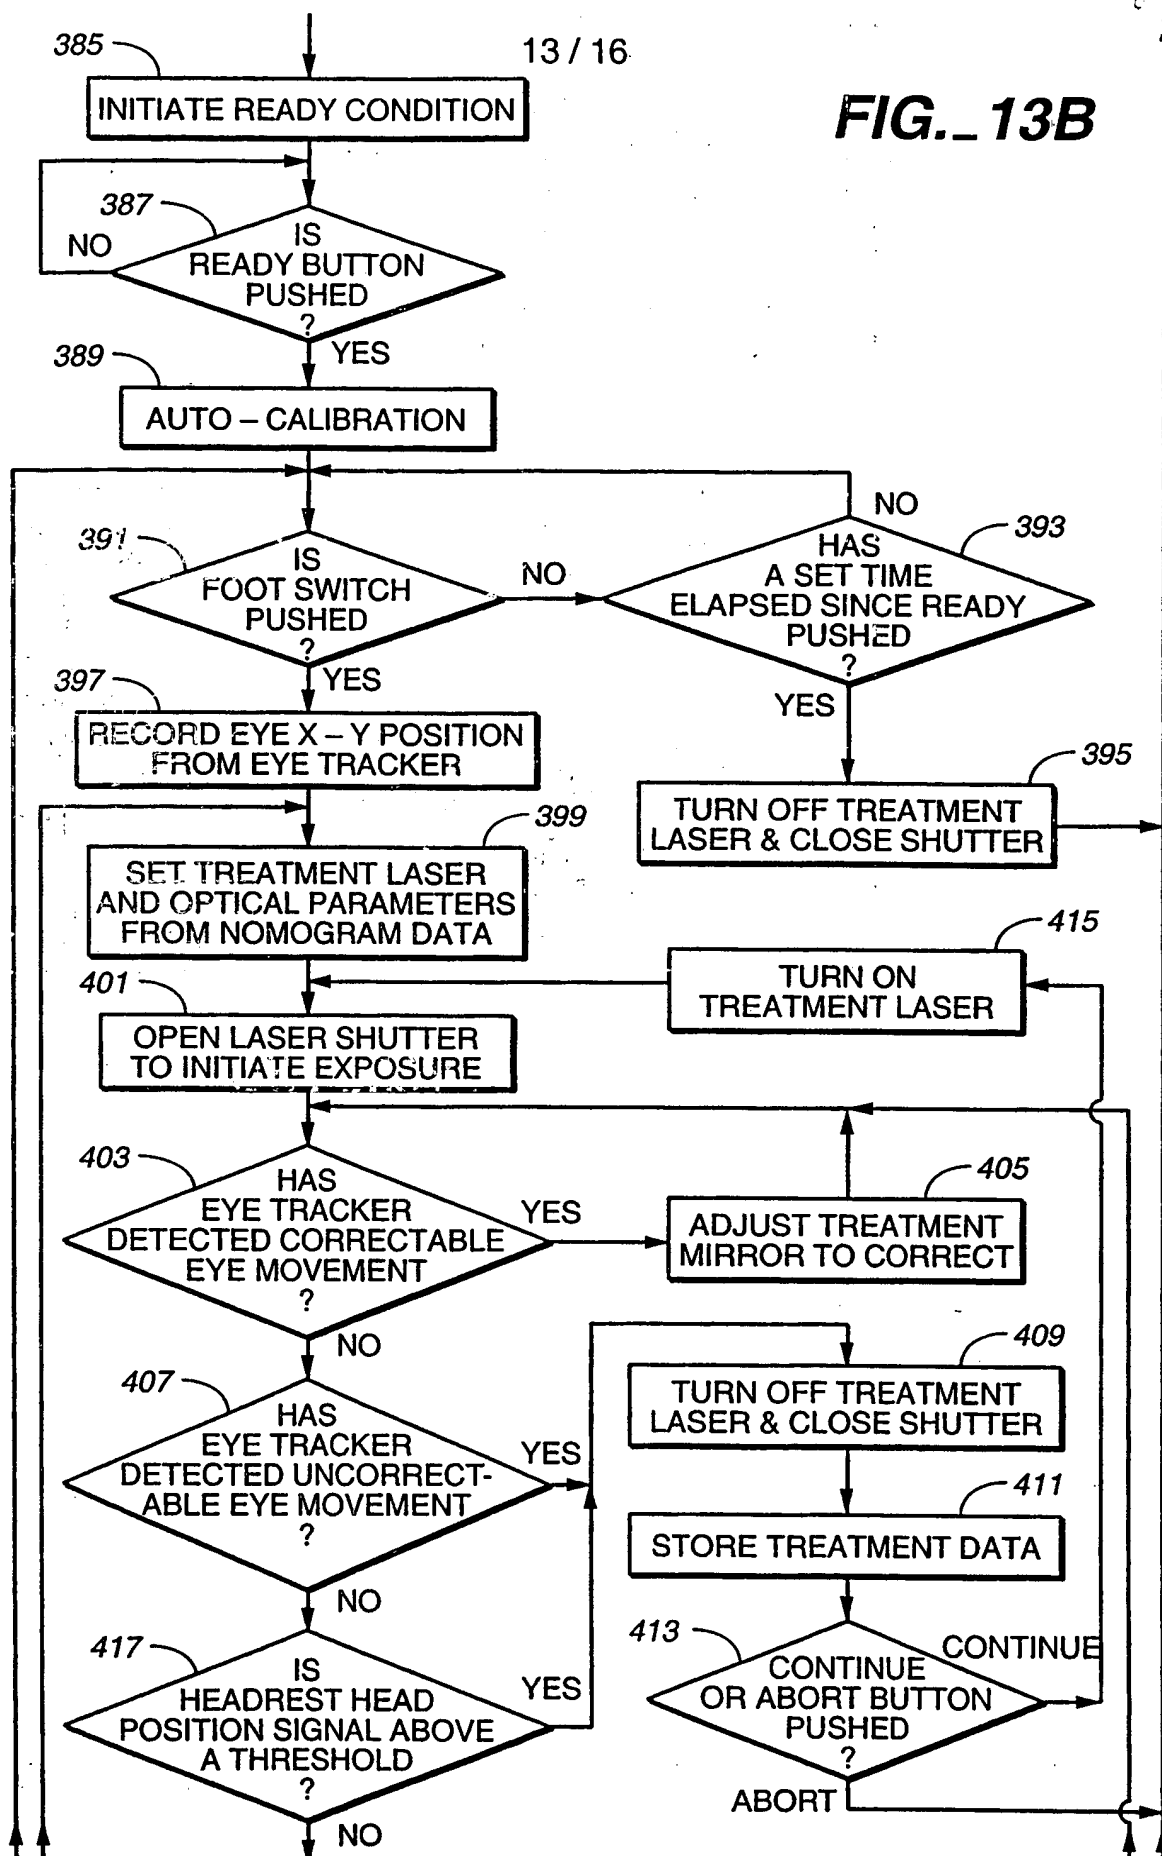 13 / 16
FIG._13B
385
INITIATE READY CONDITION
387
IS
READY BUTTON
PUSHED
?
NO
YES
389
AUTO – CALIBRATION
391
IS
FOOT SWITCH
PUSHED
?
NO
YES
393
HAS
A SET TIME
ELAPSED SINCE READY
PUSHED
?
NO
YES
395
TURN OFF TREATMENT
LASER & CLOSE SHUTTER
397
RECORD EYE X – Y POSITION
FROM EYE TRACKER
399
SET TREATMENT LASER
AND OPTICAL PARAMETERS
FROM NOMOGRAM DATA
415
TURN ON
TREATMENT LASER
401
OPEN LASER SHUTTER
TO INITIATE EXPOSURE
403
HAS
EYE TRACKER
DETECTED CORRECTABLE
EYE MOVEMENT
?
YES
NO
405
ADJUST TREATMENT
MIRROR TO CORRECT
407
HAS
EYE TRACKER
DETECTED UNCORRECT-
ABLE EYE MOVEMENT
?
YES
NO
409
TURN OFF TREATMENT
LASER & CLOSE SHUTTER
411
STORE TREATMENT DATA
413
CONTINUE
OR ABORT BUTTON
PUSHED
?
CONTINUE
ABORT
417
IS
HEADREST HEAD
POSITION SIGNAL ABOVE
A THRESHOLD
?
YES
NO